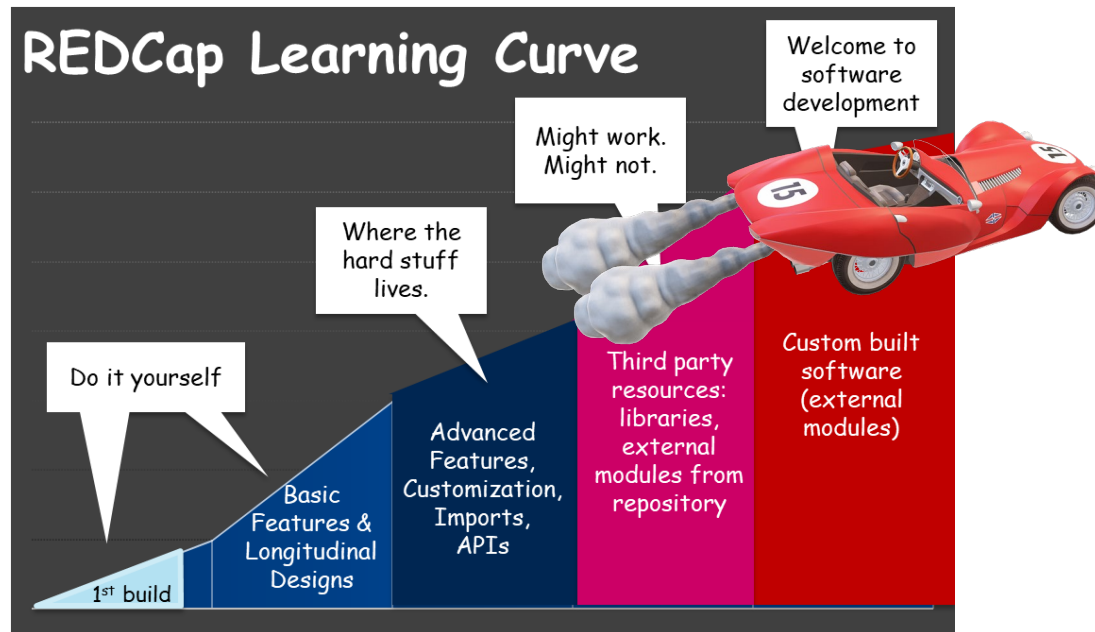 REDCap Learning Curve
Welcome to
software
development
Might work.
Might not.
15
15
Where the
hard stuff
lives.
Do it yourself
Custom built
software
(external
modules)
Third party
resources:
libraries,
external
modules from
repository
Advanced
Features,
Customization,
Imports,
APIs
Basic
Features &
Longitudinal
Designs
1st build